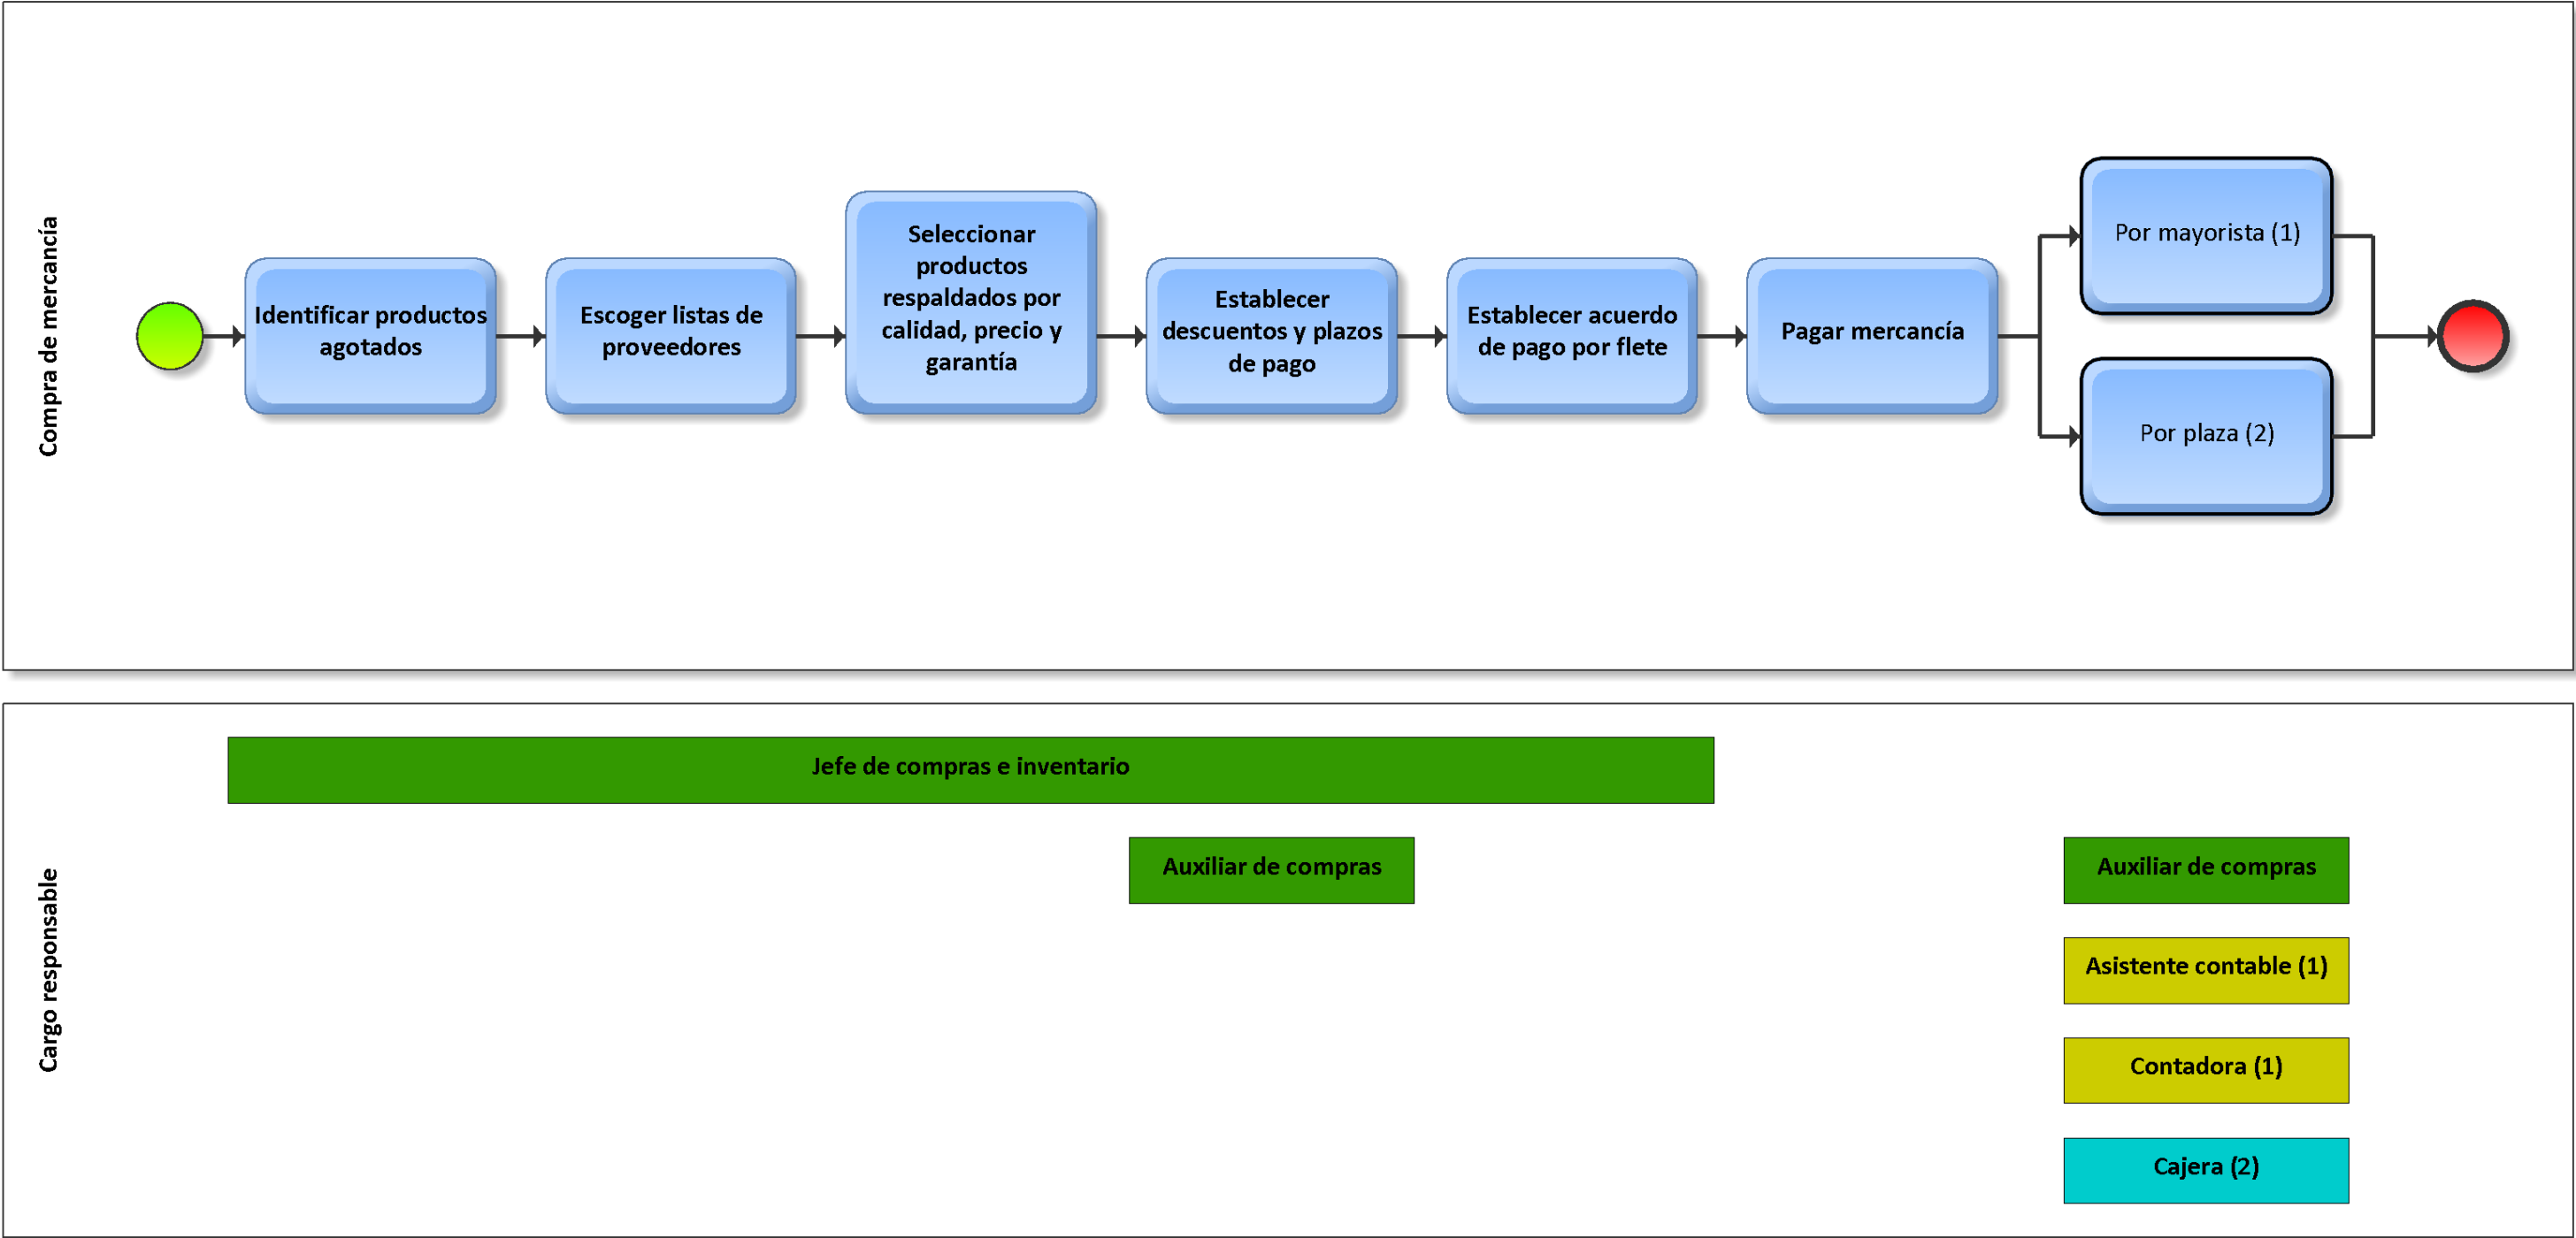 Compra de mercancía
Identificar productos
agotados
Escoger listas de
proveedores
Seleccionar
productos
respaldados por
calidad, precio y
garantía
Establecer
descuentos y plazos
de pago
Establecer acuerdo
de pago por flete
Pagar mercancía
Por mayorista (1)
Por plaza (2)
Cargo responsable
Jefe de compras e inventario
Auxiliar de compras
Auxiliar de compras
Asistente contable (1)
Contadora (1)
Cajera (2)